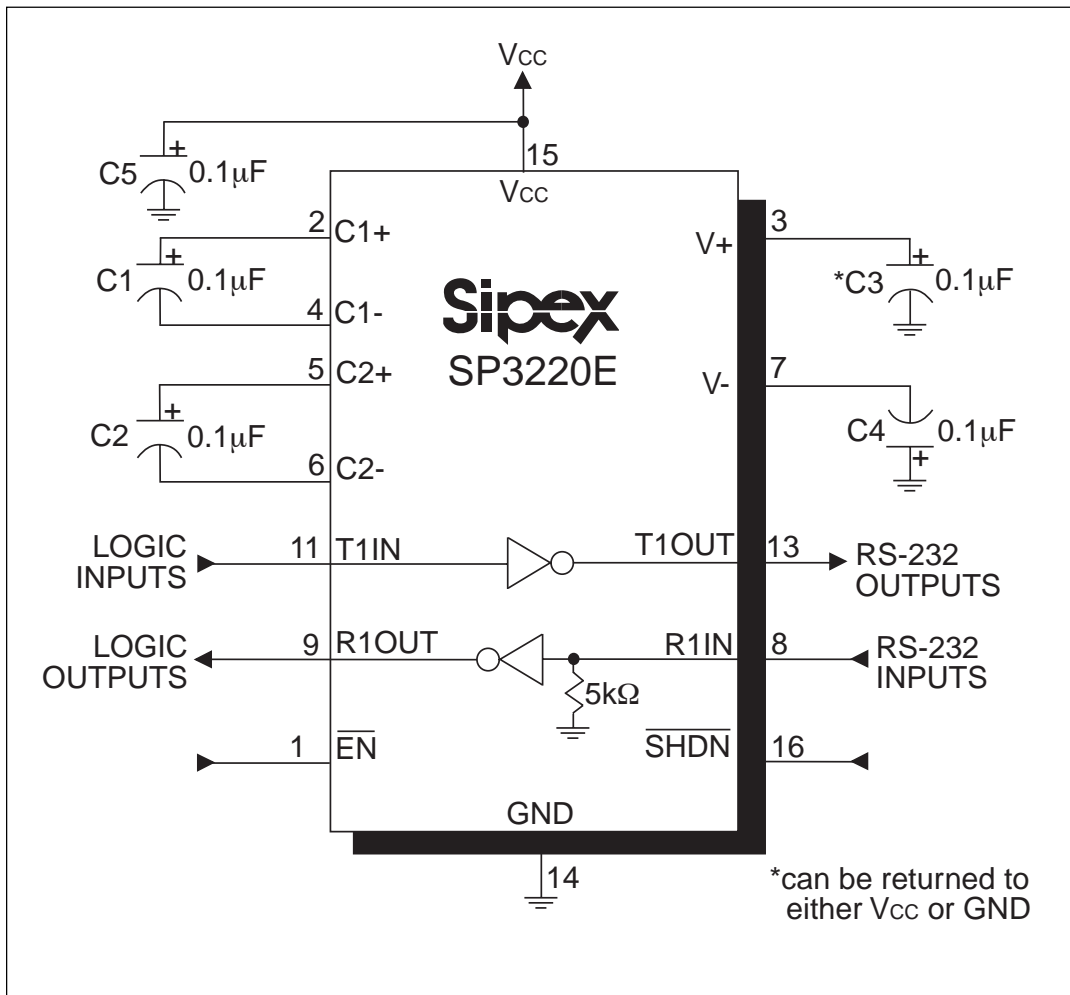 VCC
15
VCC
C5
+
0.1µF
2
C1+
C1
+
0.1µF
4
C1-
5
C2+
C2
+
0.1µF
6
C2-
Sipex
SP3220E
V+
3
*C3
+
0.1µF
V-
7
C4
0.1µF
+
LOGIC
INPUTS
11
T1IN
T1OUT
13
RS-232
OUTPUTS
LOGIC
OUTPUTS
9
R1OUT
R1IN
8
RS-232
INPUTS
5kΩ
1
EN
SHDN
16
GND
14
*can be returned to
either VCC or GND